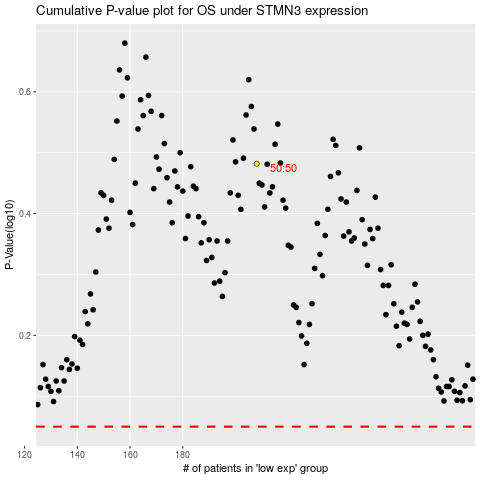 Cumulative P-value plot for OS under STMN3 expression
P-Value(log10)
0.6
0.4
0.2
50:50
120 140 160 180
# of patients in 'low exp' group